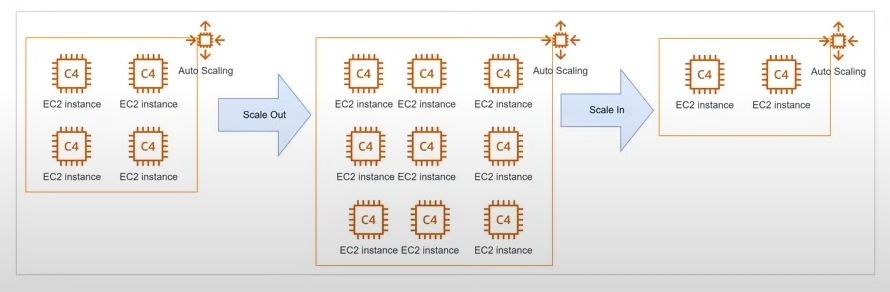 C4 C4
EC2 instance EC2 instance
C4 C4
EC2 instance EC2 instance
Auto Scaling
Scale Out
C4 C4 C4
EC2 instance EC2 instance EC2 instance
C4 C4 C4
EC2 instance EC2 instance EC2 instance
C4 C4 C4
EC2 instance EC2 instance EC2 instance
Auto Scaling
Scale In
C4 C4
EC2 instance EC2 instance
Auto Scaling